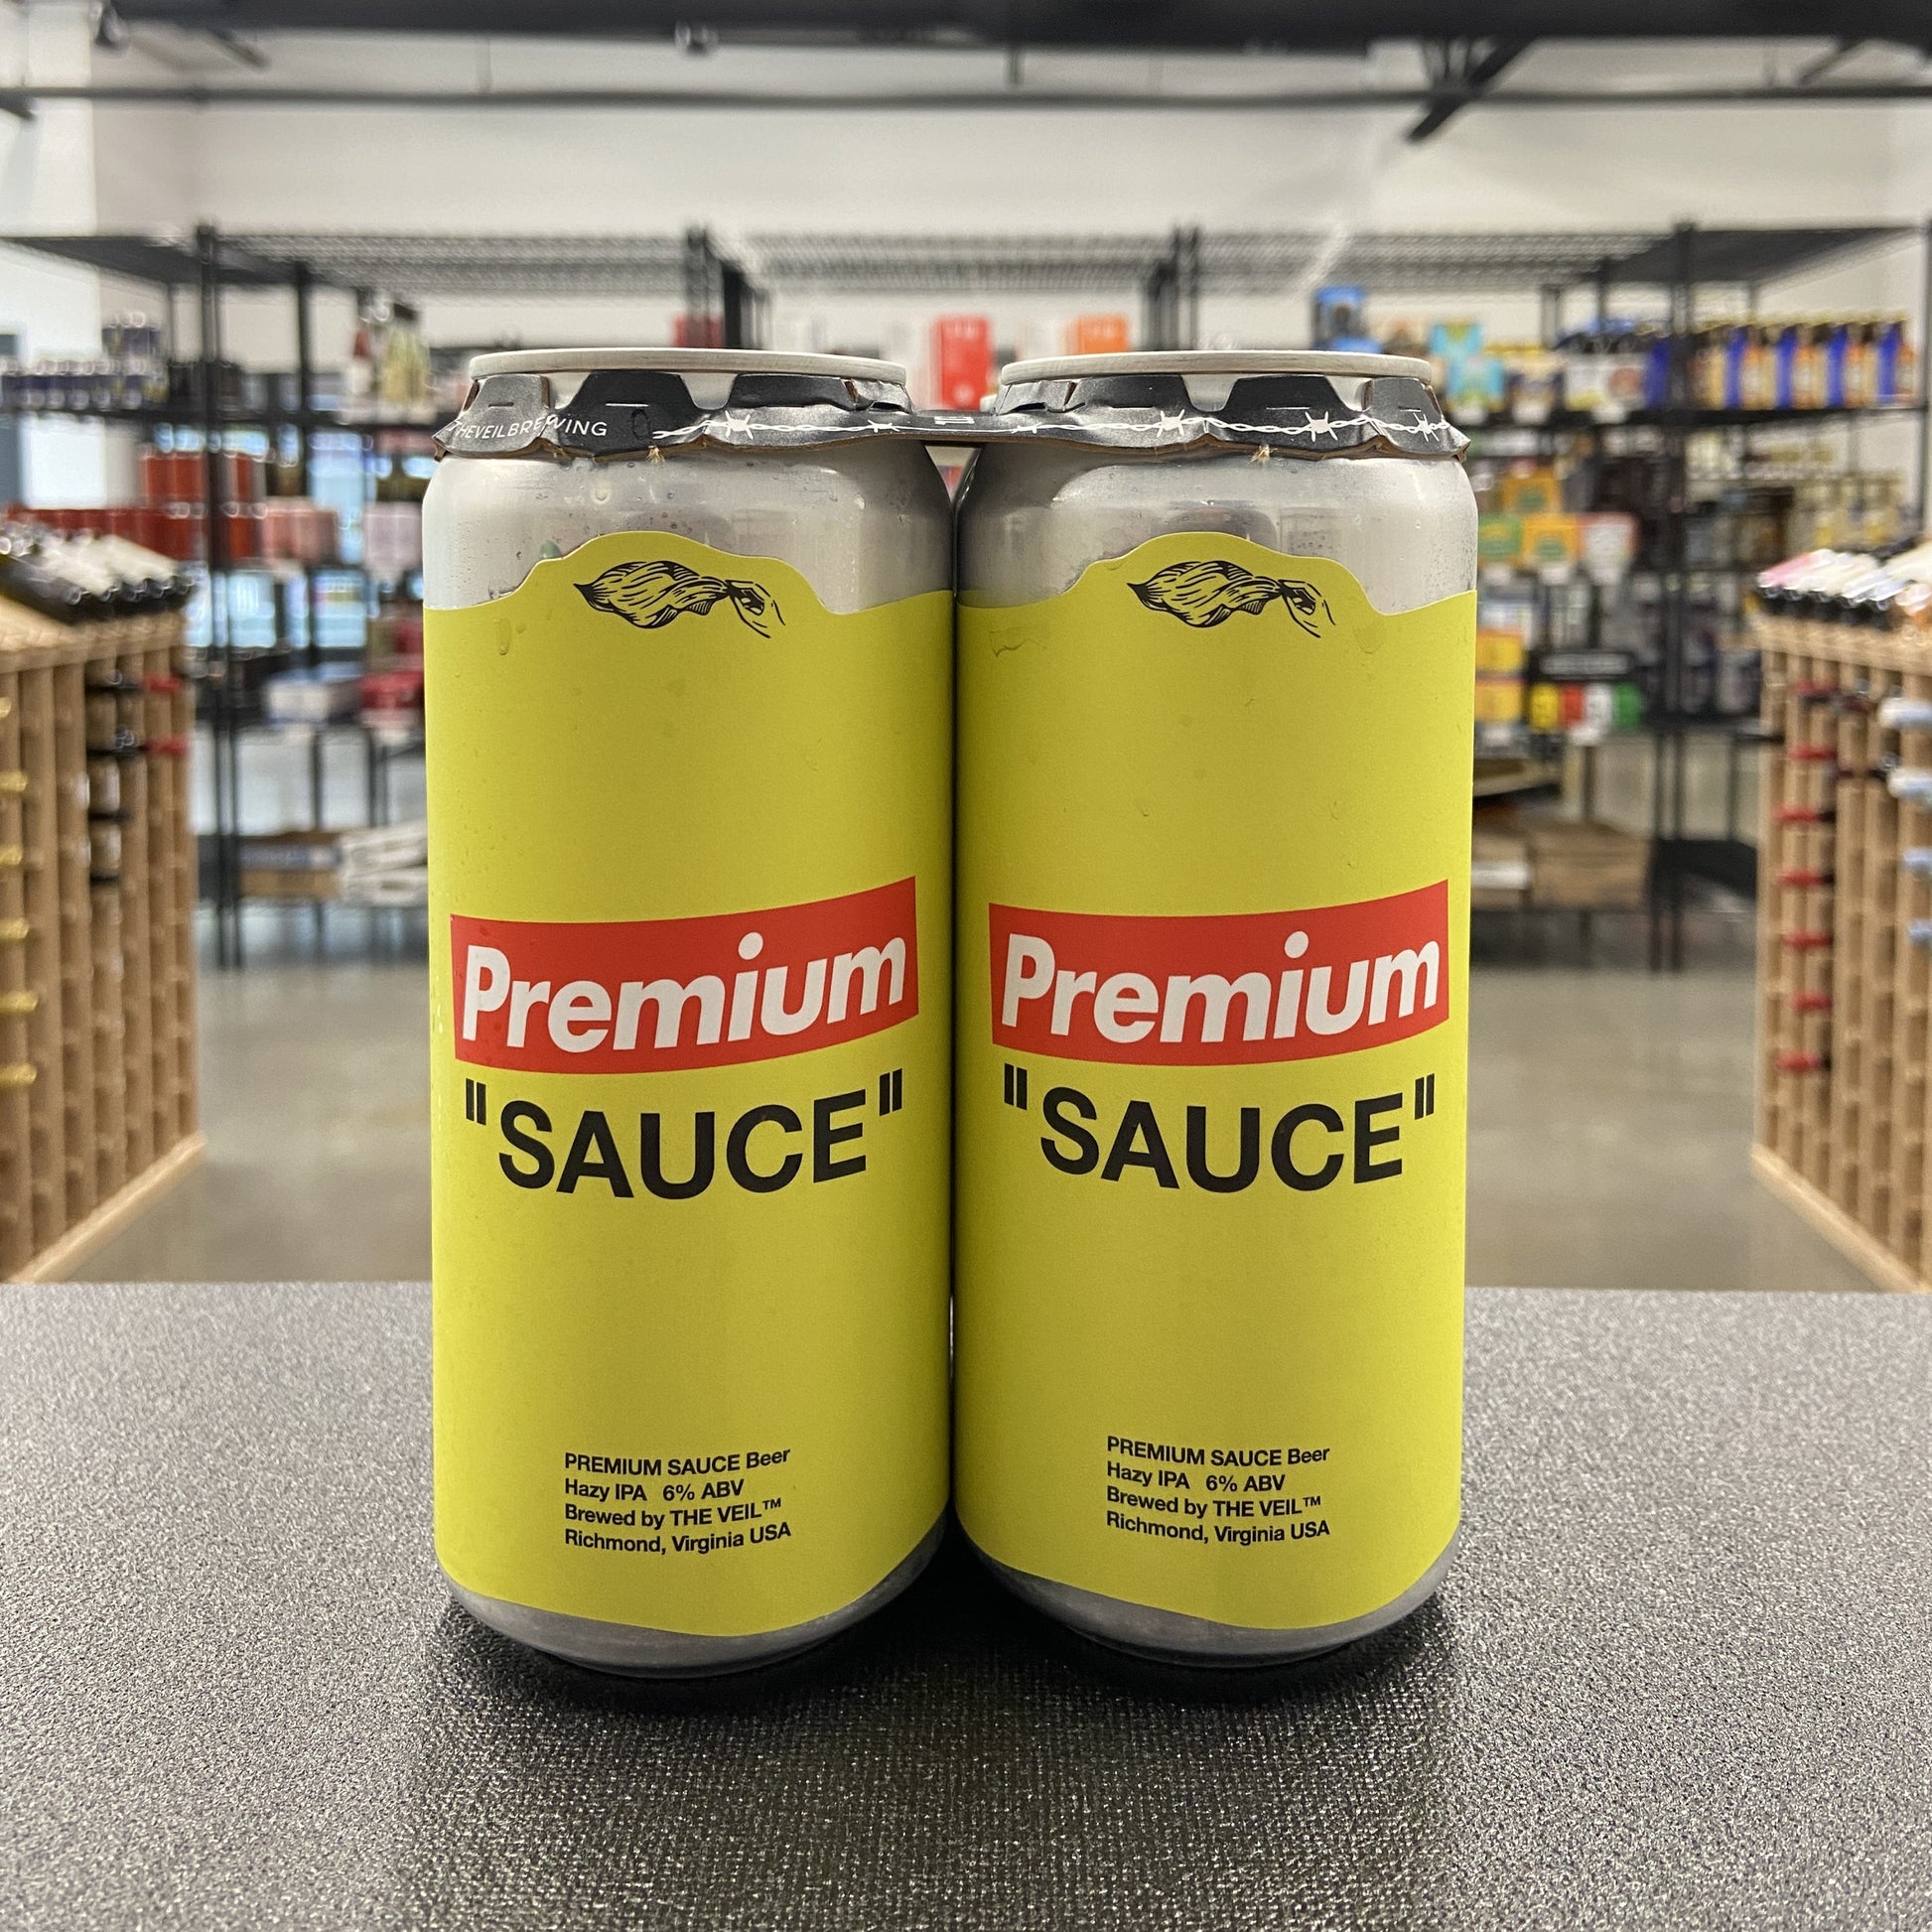 THEVEILBREWING
Premium
"SAUCE"
PREMIUM SAUCE Beer
Hazy IPA 6% ABV
Brewed by THE VEIL™
Richmond, Virginia USA
Premium
"SAUCE"
PREMIUM SAUCE Beer
Hazy IPA 6% ABV
Brewed by THE VEIL™
Richmond, Virginia USA